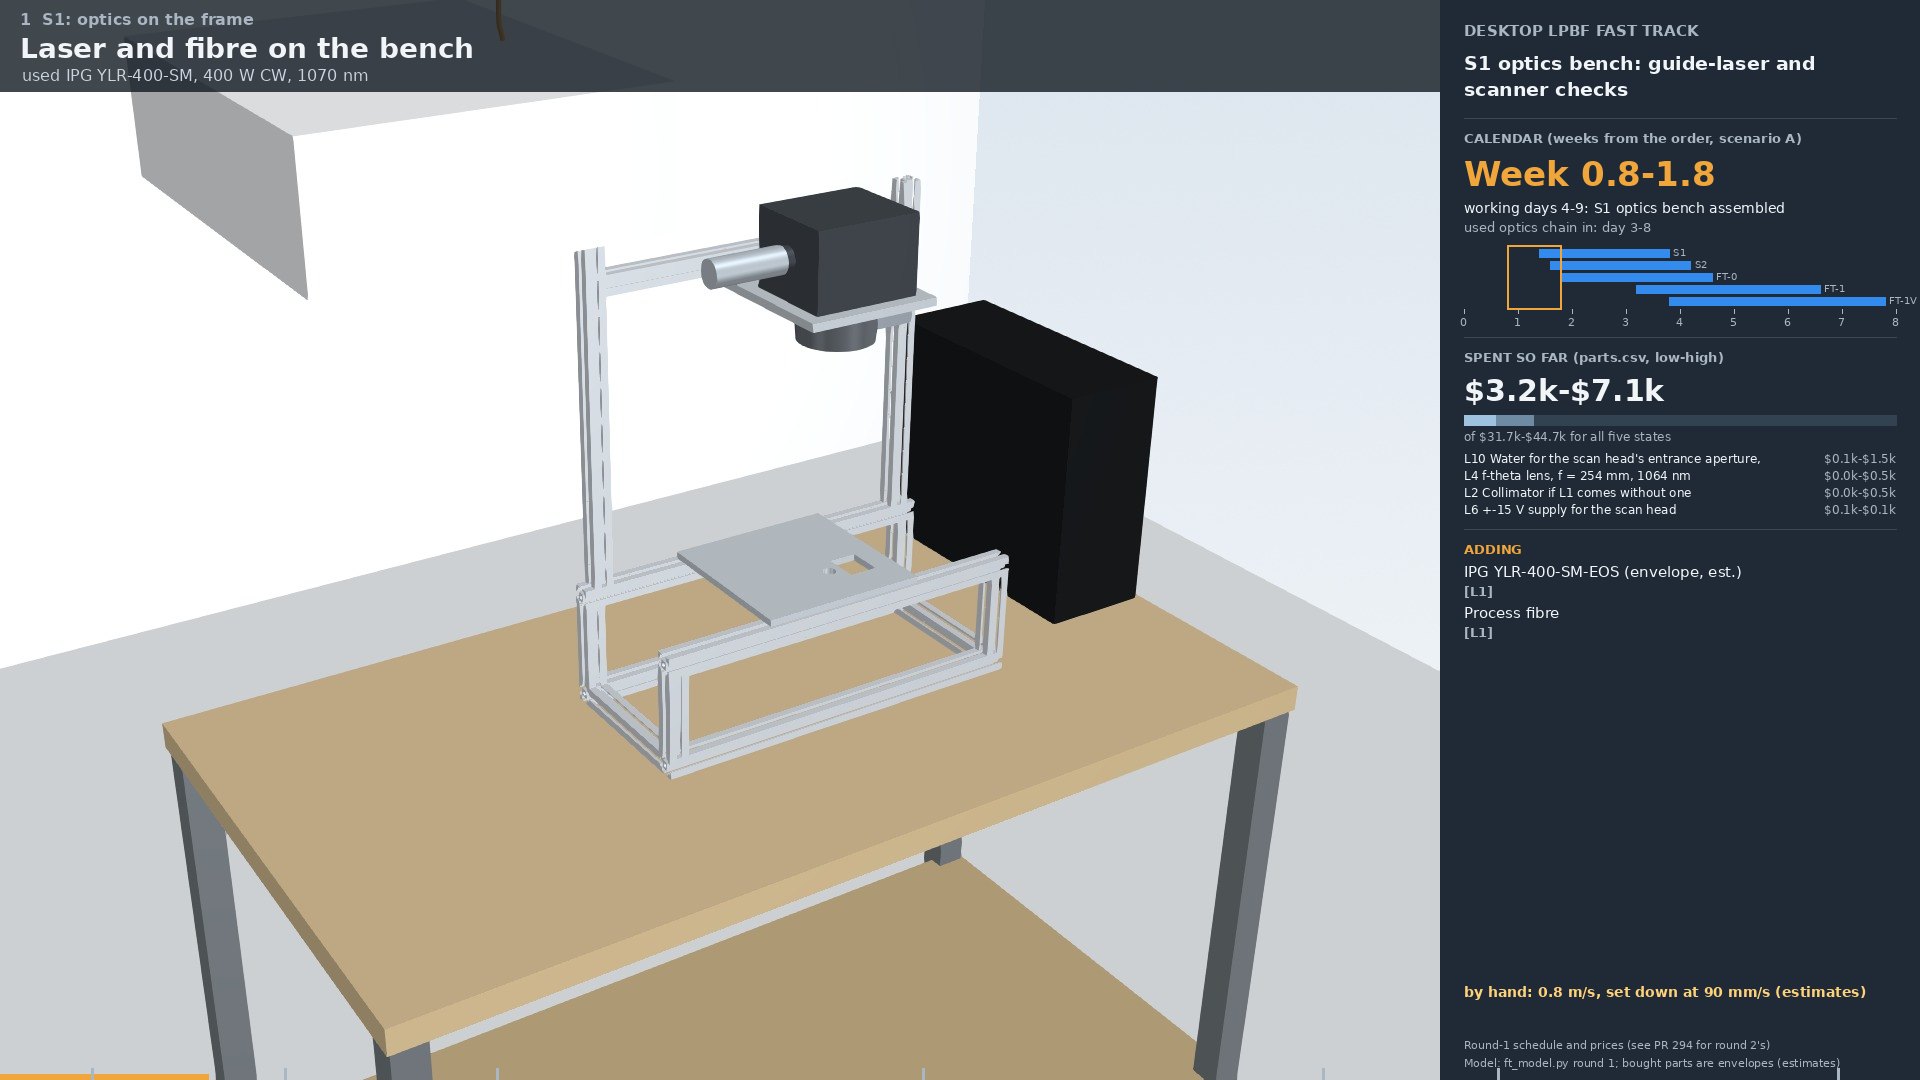 1 S1: optics on the frame
Laser and fibre on the bench
used IPG YLR-400-SM, 400 W CW, 1070 nm
DESKTOP LPBF FAST TRACK
S1 optics bench: guide-laser and
scanner checks
CALENDAR (weeks from the order, scenario A)
Week 0.8-1.8
working days 4-9: S1 optics bench assembled
used optics chain in: day 3-8
S1
S2
FT-0
FT-1
FT-1V
0 1 2 3 4 5 6 7 8
SPENT SO FAR (parts.csv, low-high)
$3.2k-$7.1k
of $31.7k-$44.7k for all five states
L10 Water for the scan head's entrance aperture, $0.1k-$1.5k
L4 f-theta lens, f = 254 mm, 1064 nm $0.0k-$0.5k
L2 Collimator if L1 comes without one $0.0k-$0.5k
L6 +-15 V supply for the scan head $0.1k-$0.1k
ADDING
IPG YLR-400-SM-EOS (envelope, est.)
[L1]
Process fibre
[L1]
by hand: 0.8 m/s, set down at 90 mm/s (estimates)
Round-1 schedule and prices (see PR 294 for round 2's)
Model: ft_model.py round 1; bought parts are envelopes (estimates)